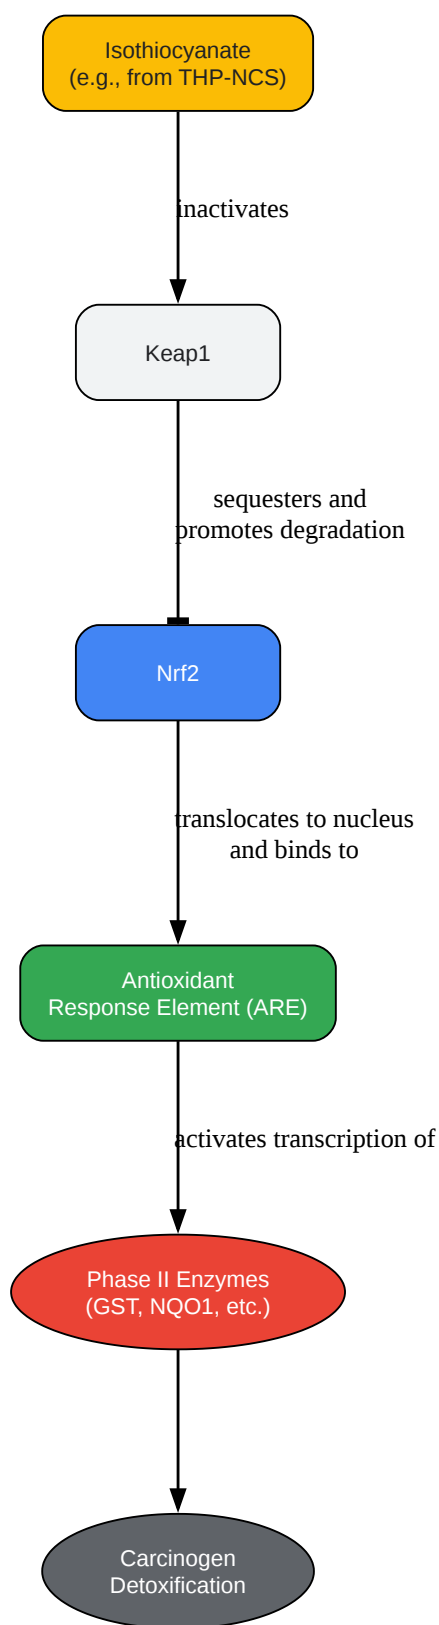 Isothiocyanate
(e.g., from THP-NCS)
inactivates
Keap1
sequesters and
promotes degradation
Nrf2
translocates to nucleus
and binds to
Antioxidant
Response Element (ARE)
activates transcription of
Phase II Enzymes
(GST, NQO1, etc.)
Carcinogen
Detoxification